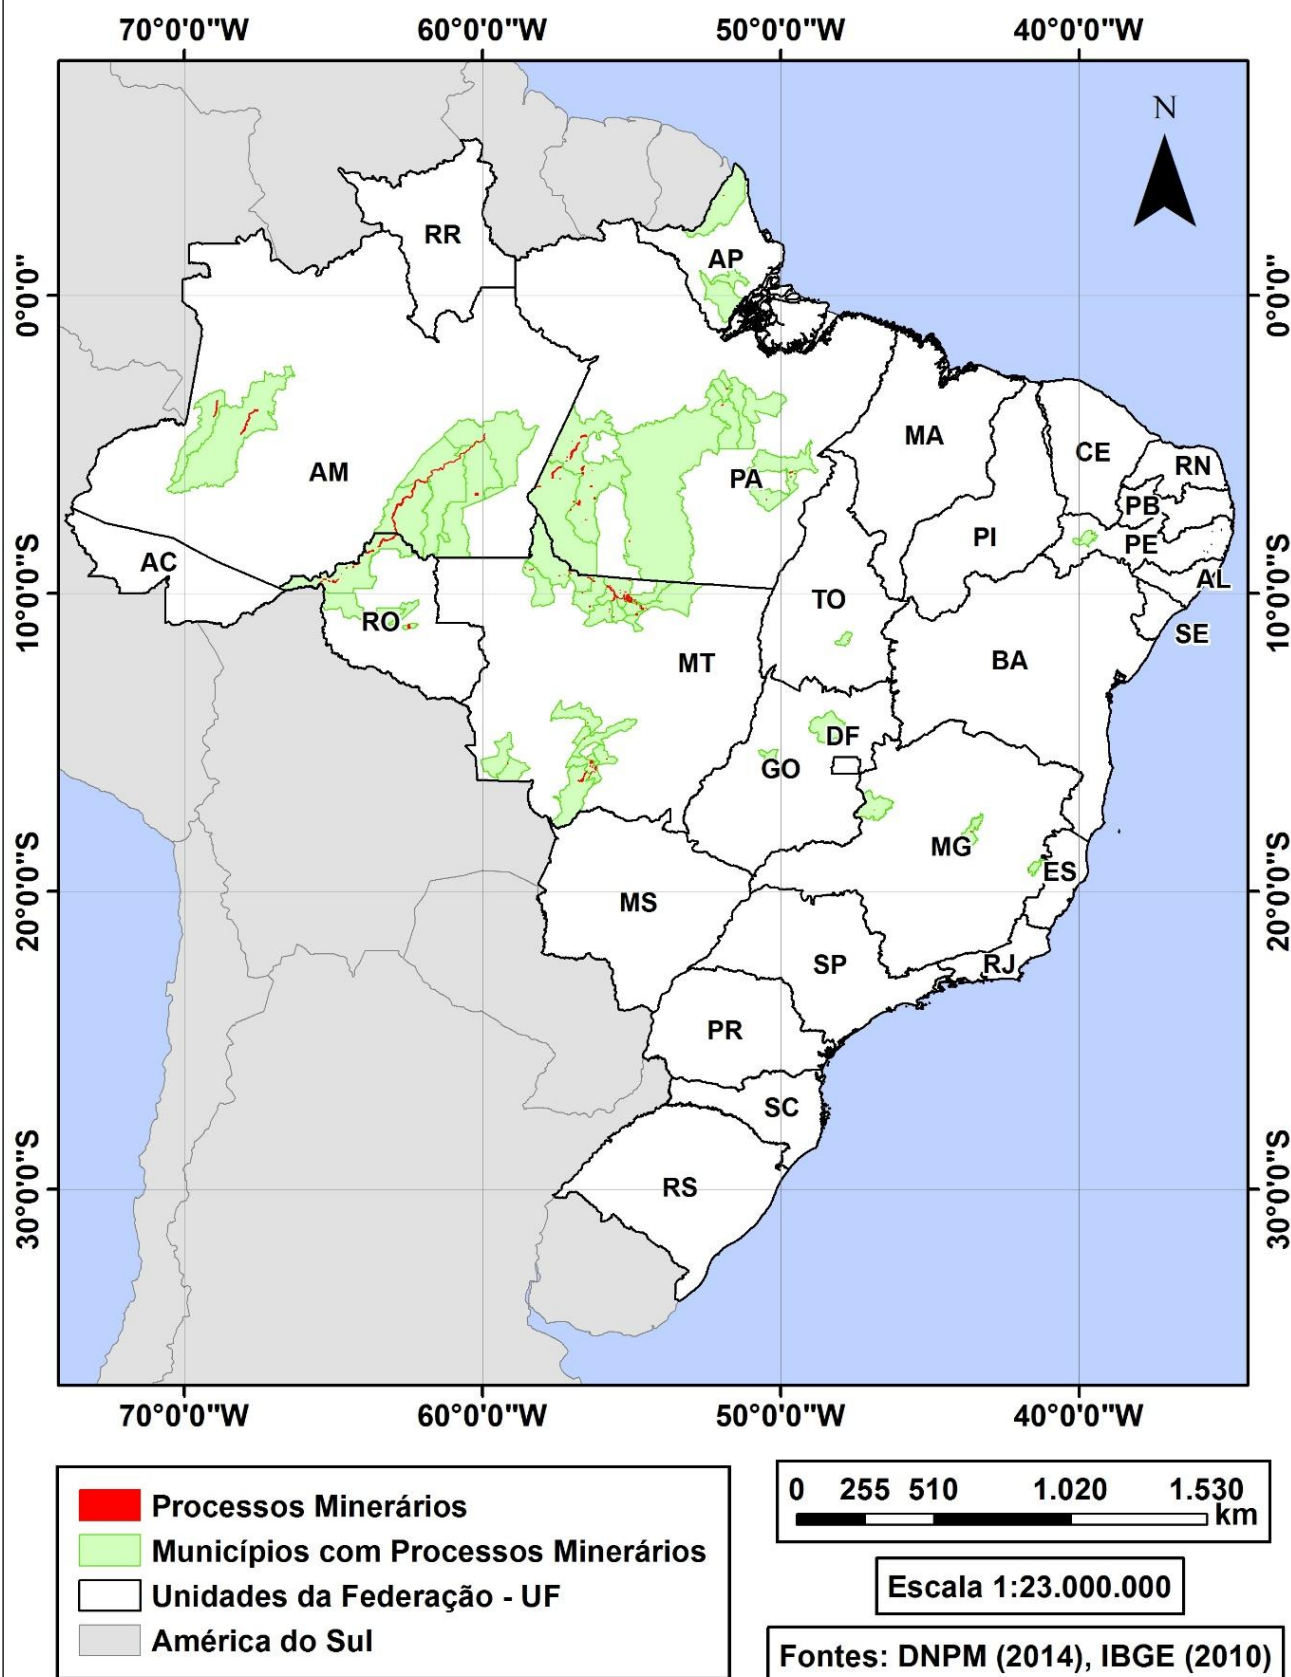 70°0'0"W 60°0'0"W 50°0'0"W 40°0'0"W
N
RR
AP
0°0'0" 0°0'0"
MA
CE
RN
AM
PA
PB
PI
PE
AC
10°0'0"S 10°0'0"S
AL
TO
RO
SE
BA
MT
DF
GO
MG
ES
20°0'0"S 20°0'0"S
MS
SP
RJ
PR
SC
RS
30°0'0"S 30°0'0"S
70°0'0"W 60°0'0"W 50°0'0"W 40°0'0"W
Processos Minerários
Municípios com Processos Minerários
Unidades da Federação - UF
América do Sul
0 255 510 1.020 1.530
km
Escala 1:23.000.000
Fontes: DNPM (2014), IBGE (2010)